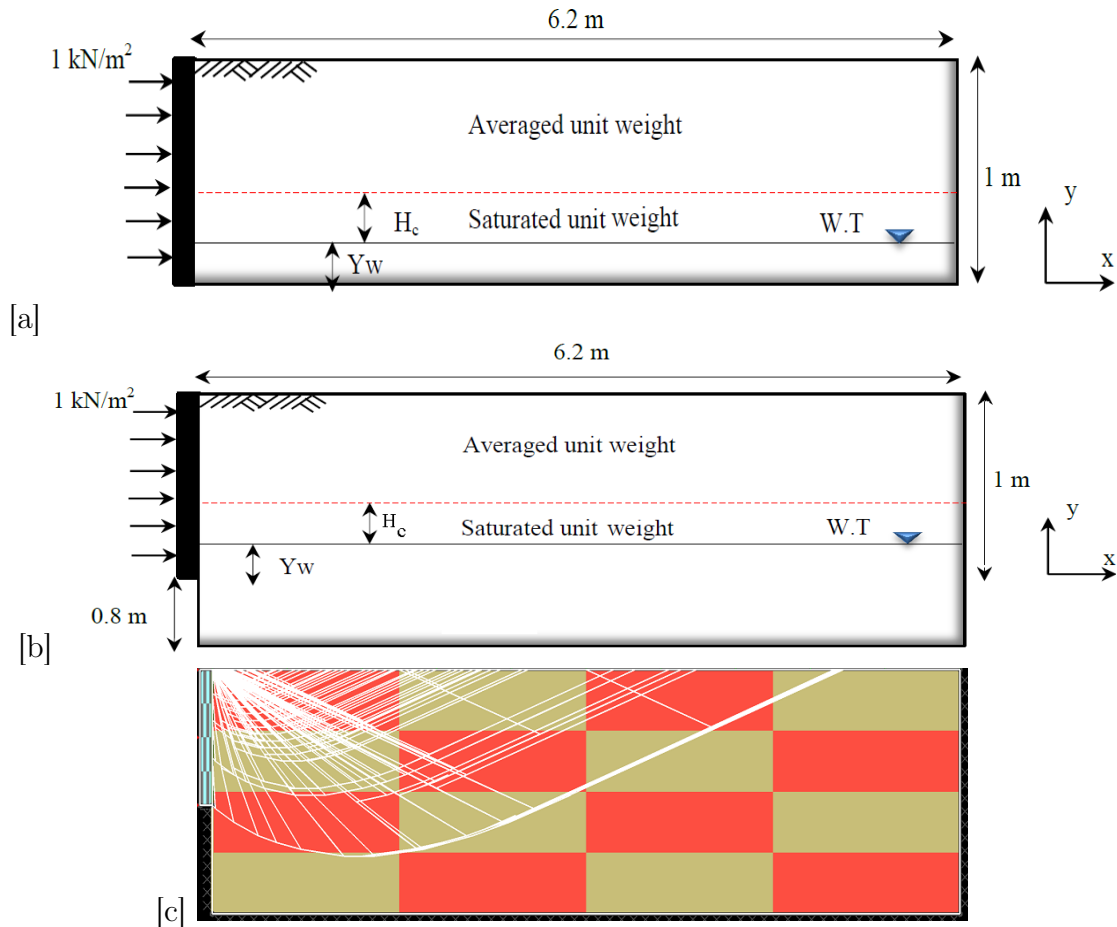 6.2 m
1 kN/m²
Averaged unit weight
1 m
y
Saturated unit weight
W.T
Hc
Yw
x
[a]
6.2 m
1 kN/m²
Averaged unit weight
1 m
Hc
Saturated unit weight
W.T
y
Yw
x
0.8 m
[b]
[c]